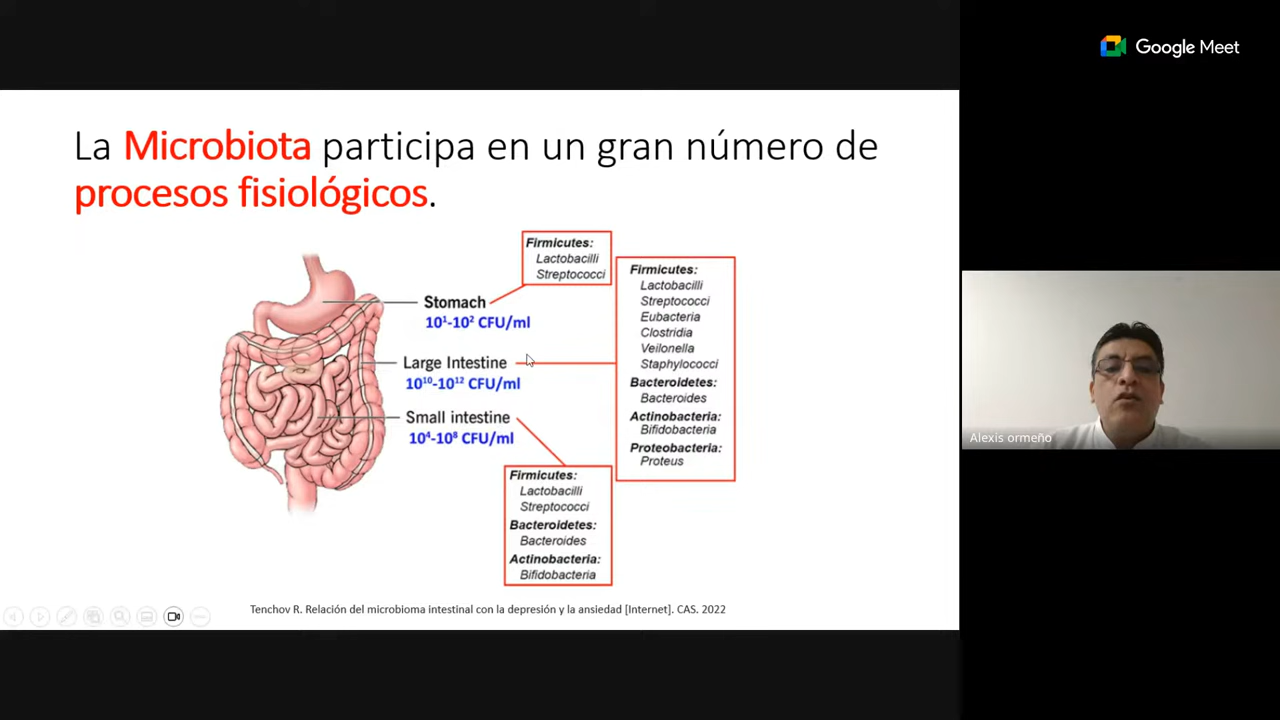 Google Meet
La Microbiota participa en un gran número de
procesos fisiológicos.
Firmicutes:
Lactobacilli
Streptococci
Stomach
10¹-10² CFU/ml
Large Intestine
10¹⁰-10¹² CFU/ml
Small intestine
10⁴-10⁸ CFU/ml
Firmicutes:
Lactobacilli
Streptococci
Eubacteria
Clostridia
Veilonella
Staphylococci
Bacteroidetes:
Bacteroides
Actinobacteria:
Bifidobacteria
Proteobacteria:
Proteus
Firmicutes:
Lactobacilli
Streptococci
Bacteroidetes:
Bacteroides
Actinobacteria:
Bifidobacteria
Tenchov R. Relación del microbioma intestinal con la depresión y la ansiedad [Internet]. CAS. 2022
Alexis ormeño